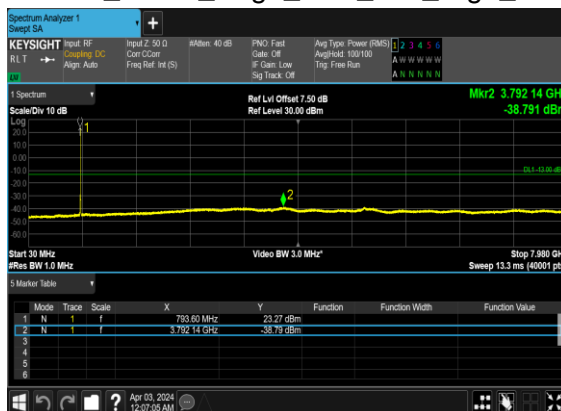 Spectrum Analyzer 1
Swept SA
+
KEYSIGHT Input: RF Input Z: 50 Ω #Atten: 40 dB PNO: Fast Avg Type: Power (RMS) 1 2 3 4 5 6
RLT Coupling: DC Corr CCorr Gate: Off Avg|Hold: 100/100 A W W W W W
Align: Auto Freq Ref: Int (S) IF Gain: Low Trig: Free Run
Sig Track: Off A N N N N N
1 Spectrum Ref Lvl Offset 7.50 dB Mkr2 3.792 14 GH
Scale/Div 10 dB Ref Level 30.00 dBm -38.791 dBr
Log
20.0
10.0
0.00
-10.0
-20.0
-30.0
-40.0
-50.0
-60.0
1
2
DL1 -13.00 dB
Start 30 MHz Video BW 3.0 MHz* Stop 7.980 GH
#Res BW 1.0 MHz Sweep 13.3 ms (40001 pt
5 Marker Table
Mode Trace Scale X Y Function Function Width Function Value
1 N 1 f 793.60 MHz 23.27 dBm
2 N 1 f 3.792 14 GHz -38.79 dBm
3
4
5
6
? Apr 03, 2024
12:07:05 AM